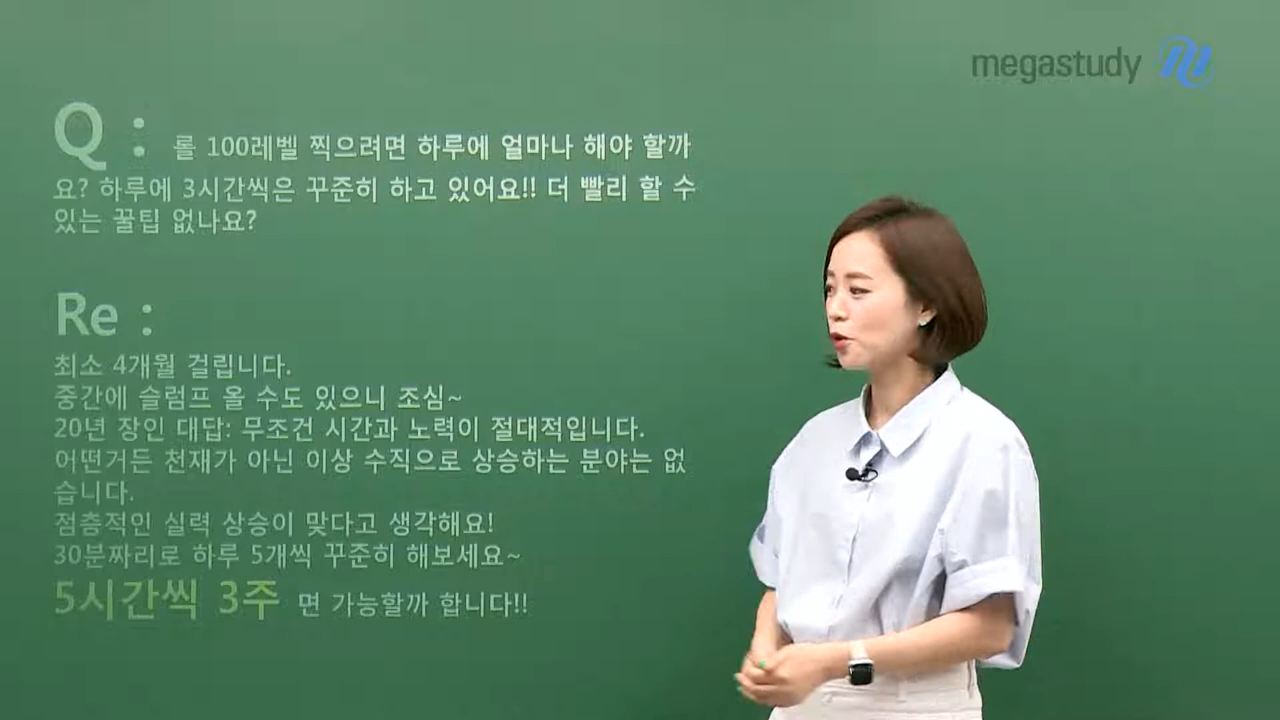 megastudy
Q : 롤 100레벨 찍으려면 하루에 얼마나 해야 할까
요? 하루에 3시간씩은 꾸준히 하고 있어요!! 더 빨리 할 수
있는 꿀팁 없나요?
Re :
최소 4개월 걸립니다.
중간에 슬럼프 올 수도 있으니 조심~
20년 장인 대답: 무조건 시간과 노력이 절대적입니다.
어떤거든 천재가 아닌 이상 수직으로 상승하는 분야는 없
습니다.
점층적인 실력 상승이 맞다고 생각해요!
30분짜리로 하루 5개씩 꾸준히 해보세요~
5시간씩 3주 면 가능할까 합니다!!